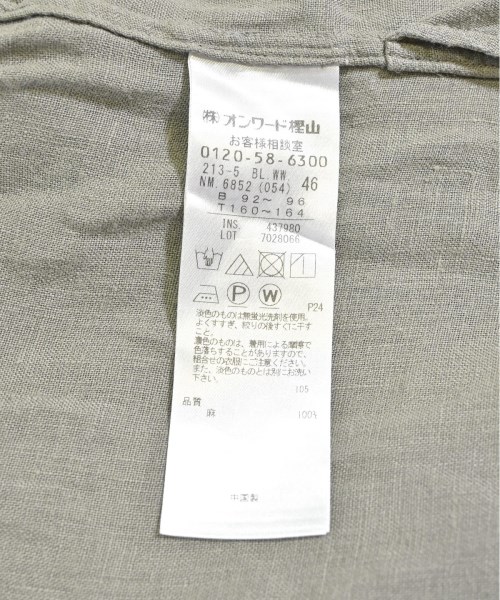 ㈱オンワード樫山
お客様相談室
0120-58-6300
213-5 BL.WW.
NM.6852(054) 46
B 92～ 96
T160～164
INS. 437980
LOT 7028066
P W
P24
淡色のものは無蛍光洗剤を使用。
よくすすぎ、絞りの後すぐに干す
こと。
濃色のものは、着用による摩擦で
色落ちすることがありますので、
組合せの衣服にご注意ください。
また、淡色のものとは別にお洗い
下さい。
105
品質
麻 100%
中国製